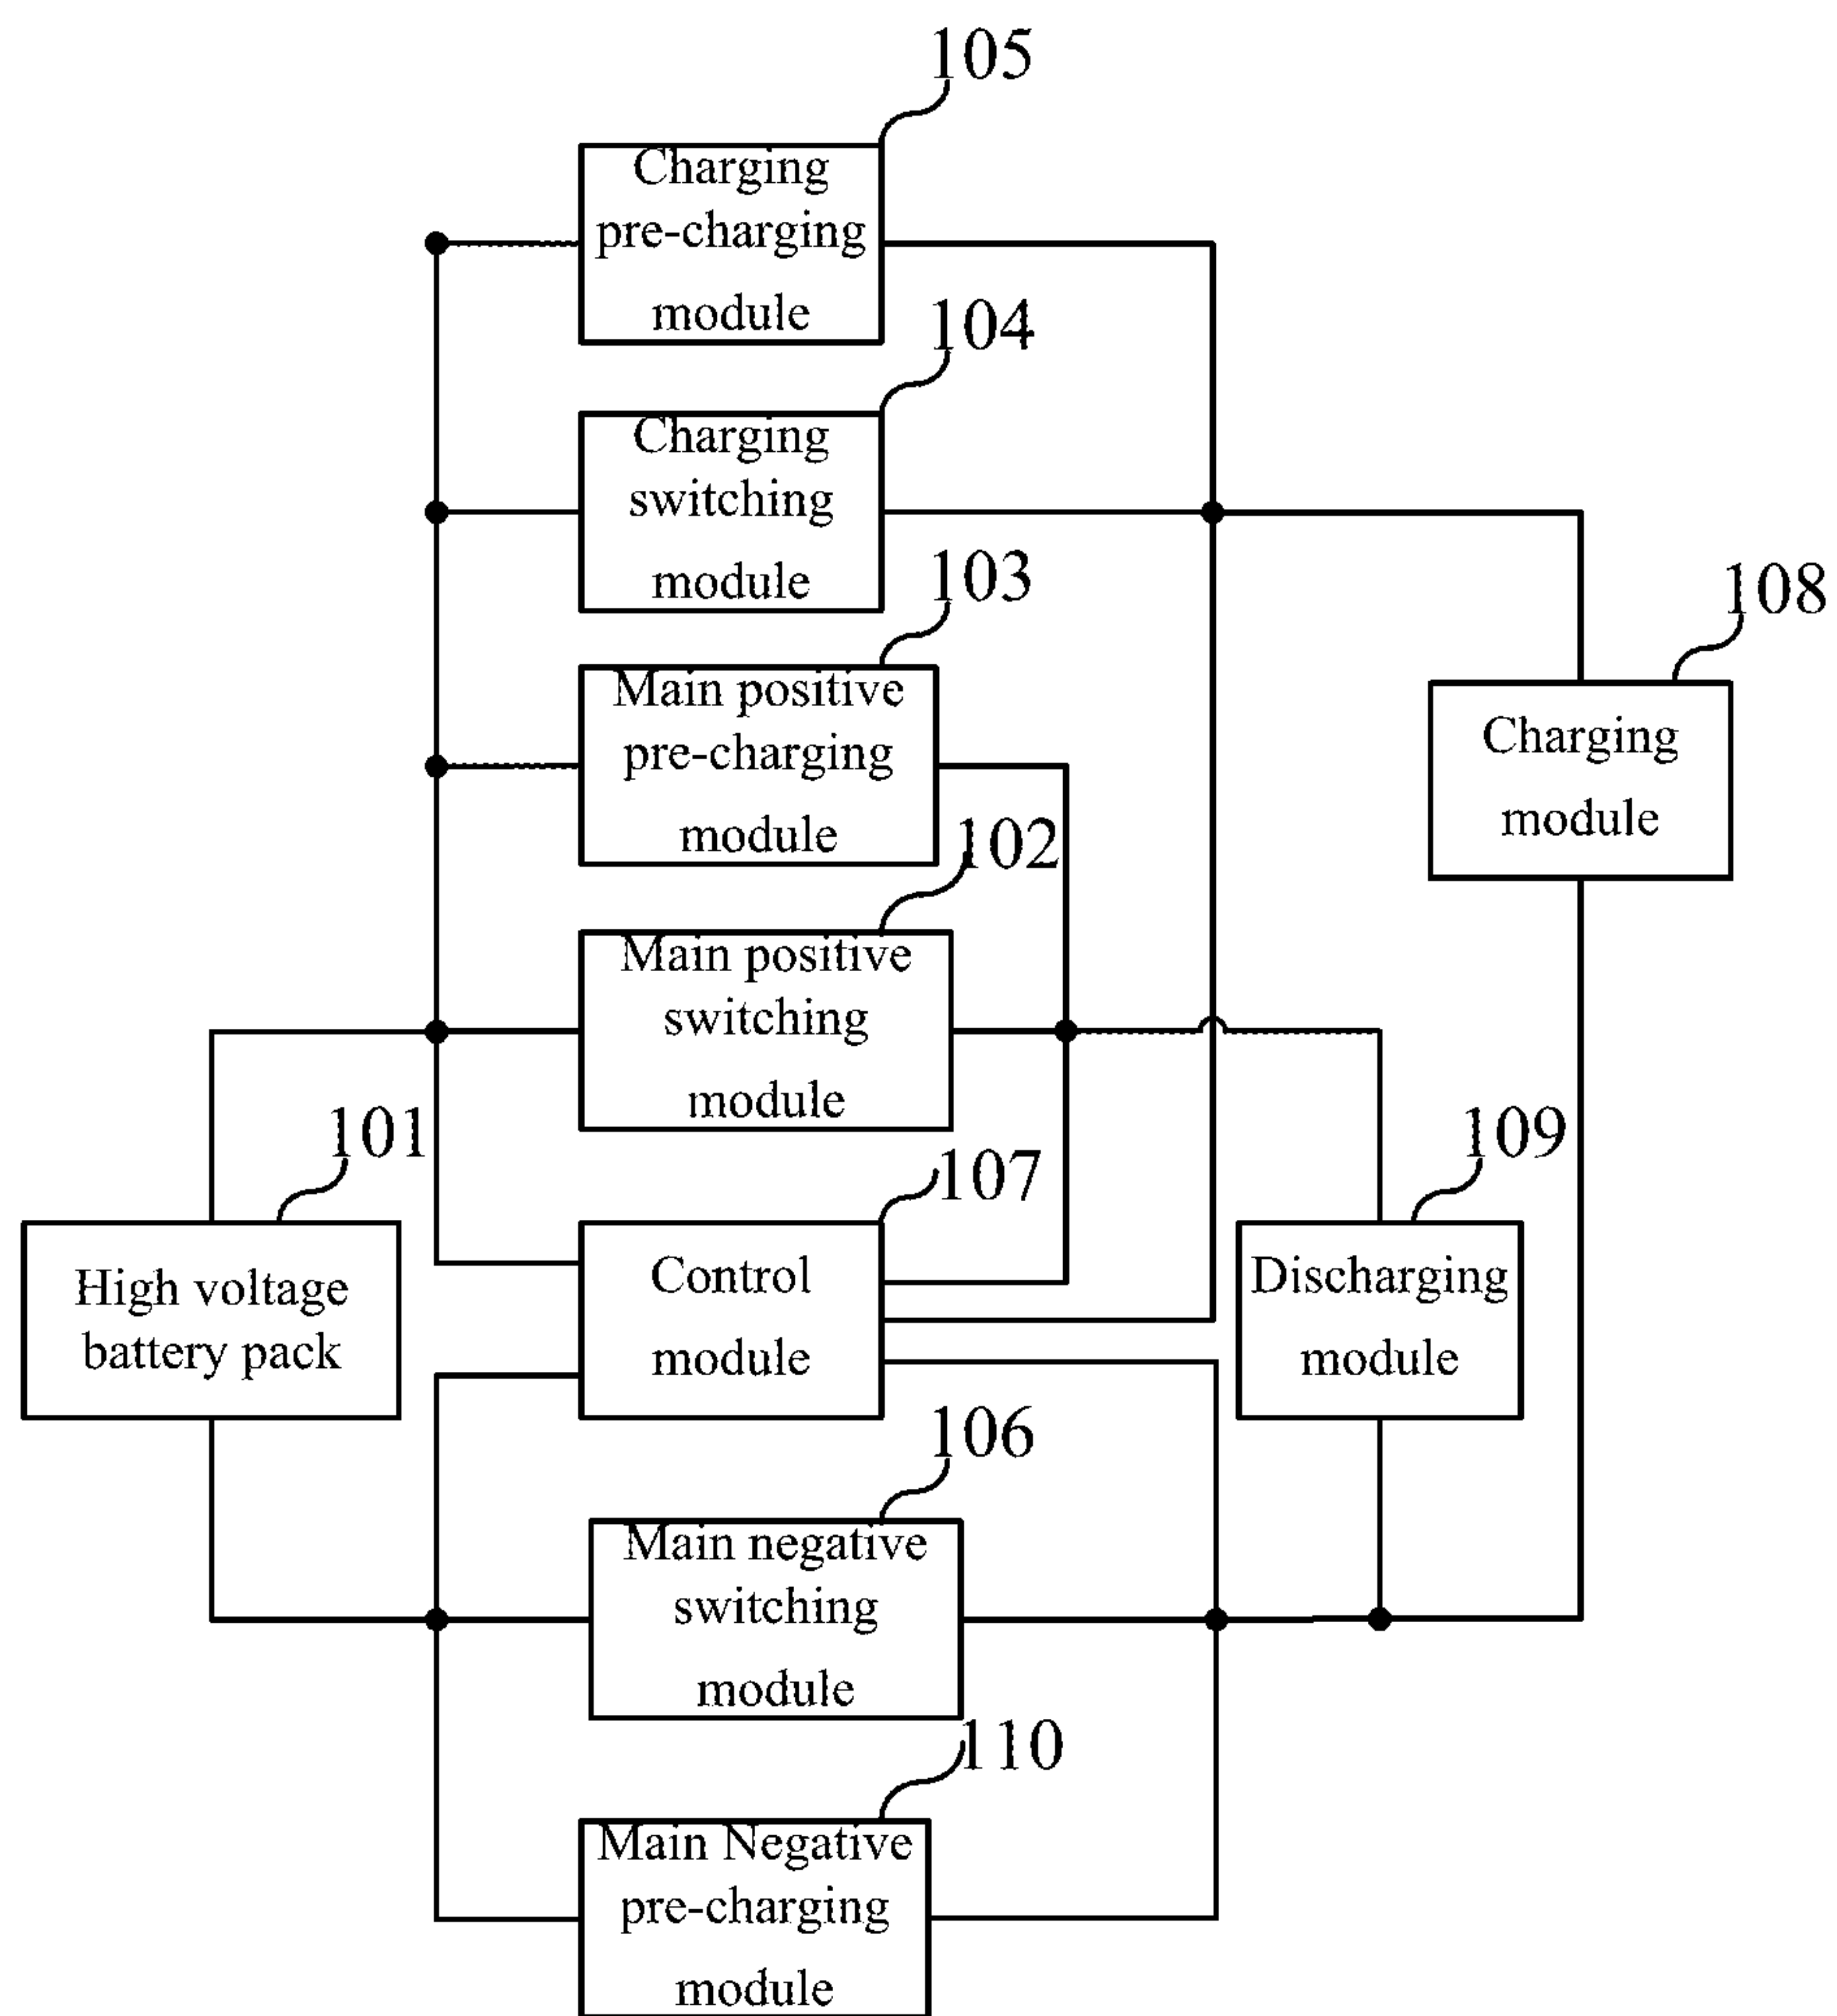 105
Charging
pre-charging
module
104
Charging
switching
module
103
Main positive
pre-charging
module
108
Charging
module
102
Main positive
switching
module
101
High voltage
battery pack
107
Control
module
109
Discharging
module
106
Main negative
switching
module
110
Main Negative
pre-charging
module